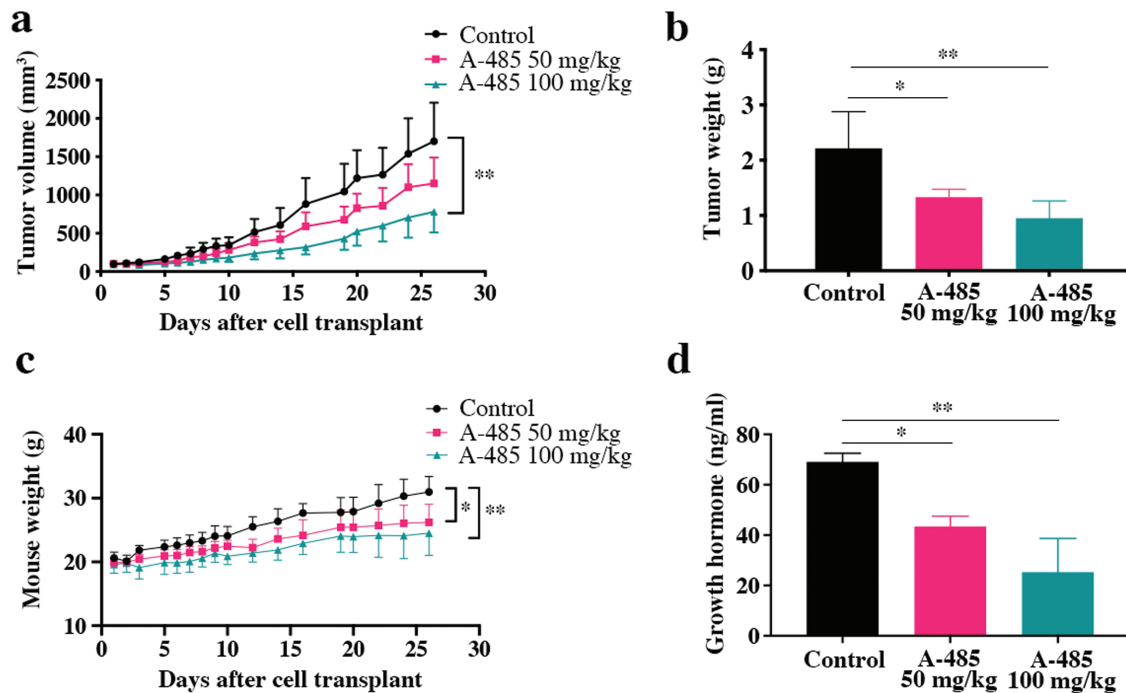 a
Control
A-485 50 mg/kg
A-485 100 mg/kg
Tumor volume (mm³)
2500
2000
1500
1000
500
0
**
0 5 10 15 20 25 30
Days after cell transplant
b
Tumor weight (g)
4
3
2
1
0
**
*
Control
A-485
50 mg/kg
A-485
100 mg/kg
c
Control
A-485 50 mg/kg
A-485 100 mg/kg
Mouse weight (g)
40
30
20
10
* **
0 5 10 15 20 25 30
Days after cell transplant
d
Growth hormone (ng/ml)
80
60
40
20
0
**
*
Control
A-485
50 mg/kg
A-485
100 mg/kg